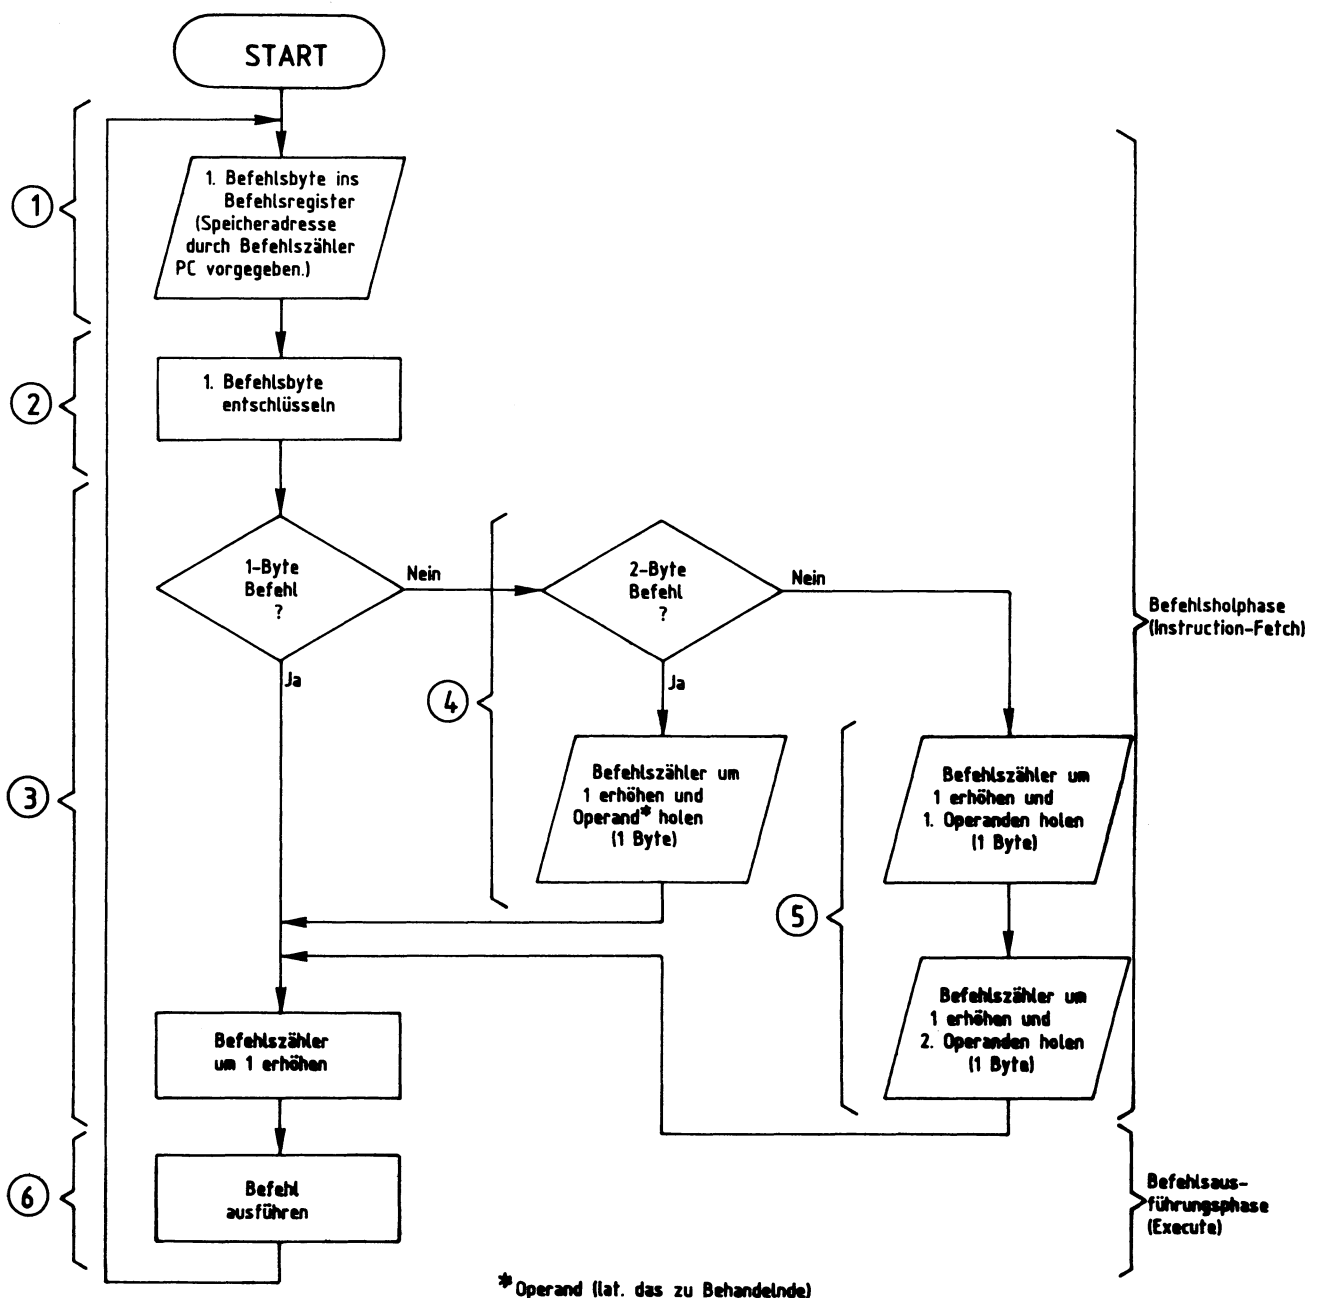 START
1
1. Befehlsbyte ins
Befehlsregister
(Speicheradresse
durch Befehlszähler
PC vorgegeben.)
2
1. Befehlsbyte
entschlüsseln
3
1-Byte
Befehl
?
Nein
Ja
4
2-Byte
Befehl
?
Nein
Ja
Befehlszähler um
1 erhöhen und
Operand* holen
(1 Byte)
5
Befehlszähler um
1 erhöhen und
1. Operanden holen
(1 Byte)
Befehlszähler um
1 erhöhen und
2. Operanden holen
(1 Byte)
Befehlsholphase
(Instruction-Fetch)
Befehlszähler
um 1 erhöhen
6
Befehl
ausführen
Befehlsaus-
führungsphase
(Execute)
*Operand (lat. das zu Behandelnde)